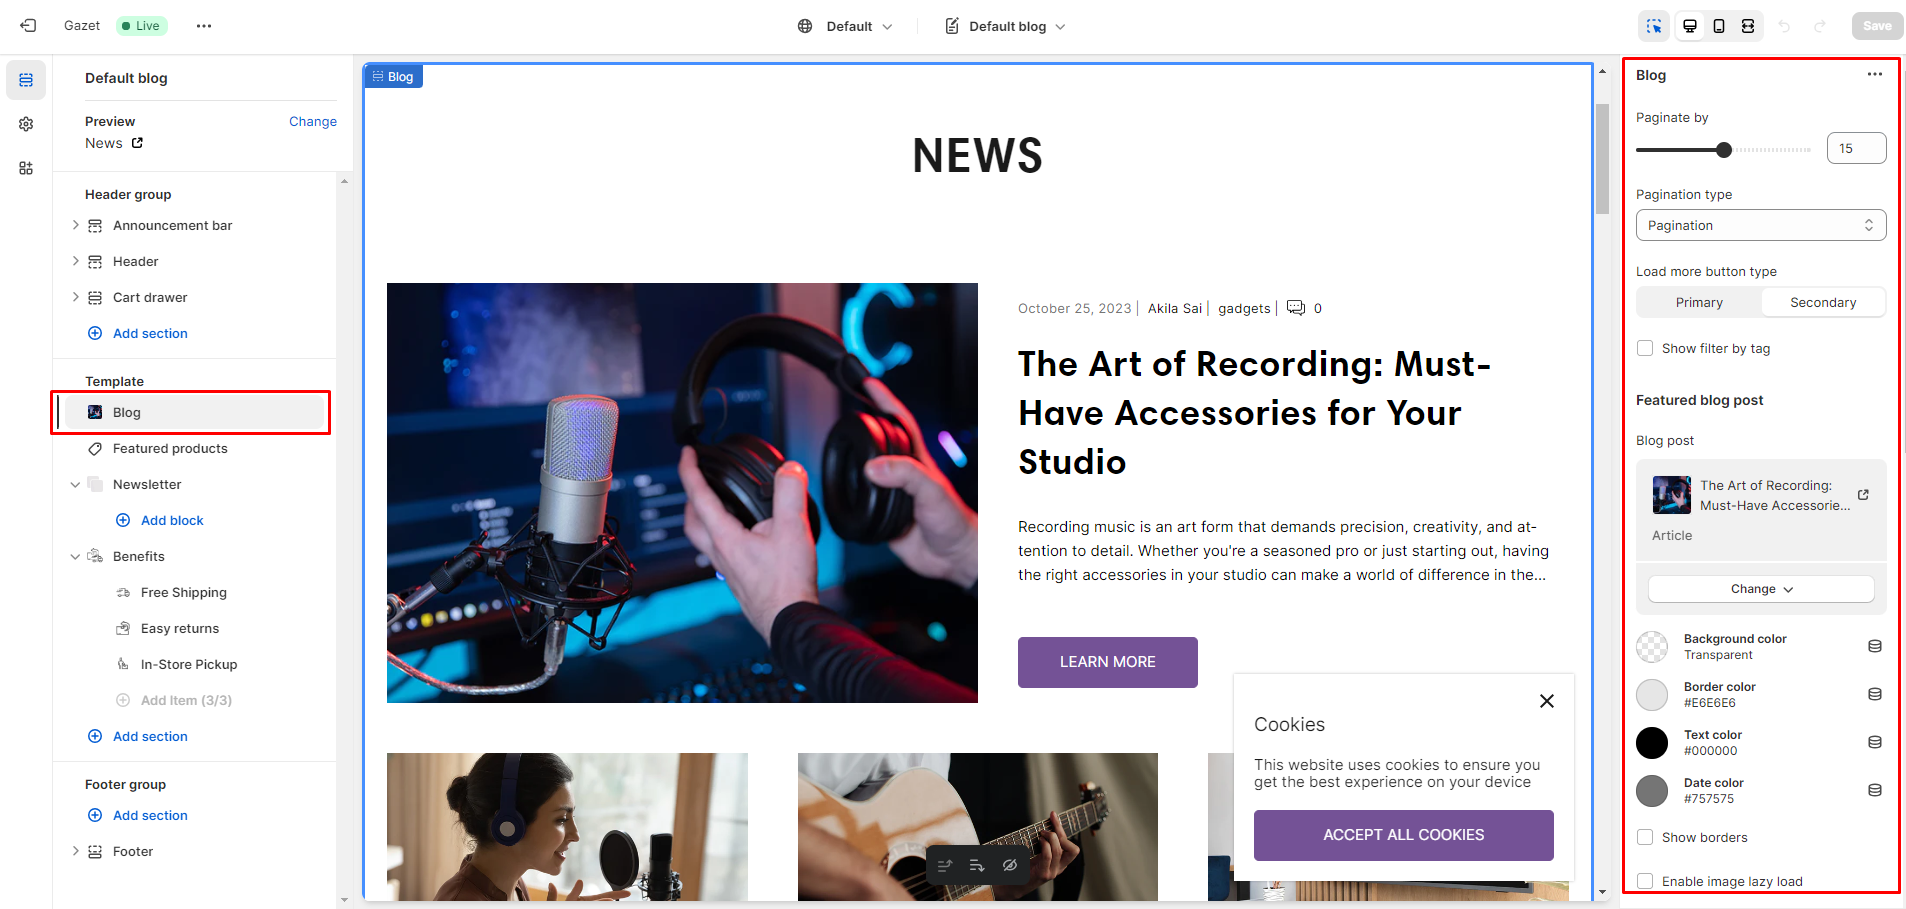 Gazet
Live
Default
Default blog
Save
Default blog
Preview
Change
News
Header group
Announcement bar
Header
Cart drawer
Add section
Template
Blog
Featured products
Newsletter
Add block
Benefits
Free Shipping
Easy returns
In-Store Pickup
Add Item (3/3)
Add section
Footer group
Add section
Footer
Blog
NEWS
October 25, 2023 | Akila Sai | gadgets | 0
The Art of Recording: Must-
Have Accessories for Your
Studio
Recording music is an art form that demands precision, creativity, and at-
tention to detail. Whether you're a seasoned pro or just starting out, having
the right accessories in your studio can make a world of difference in the...
LEARN MORE
Cookies
This website uses cookies to ensure you
get the best experience on your device
ACCEPT ALL COOKIES
Blog
Paginate by
15
Pagination type
Pagination
Load more button type
Primary Secondary
Show filter by tag
Featured blog post
Blog post
The Art of Recording:
Must-Have Accessorie...
Article
Change
Background color
Transparent
Border color
#E6E6E6
Text color
#000000
Date color
#757575
Show borders
Enable image lazy load